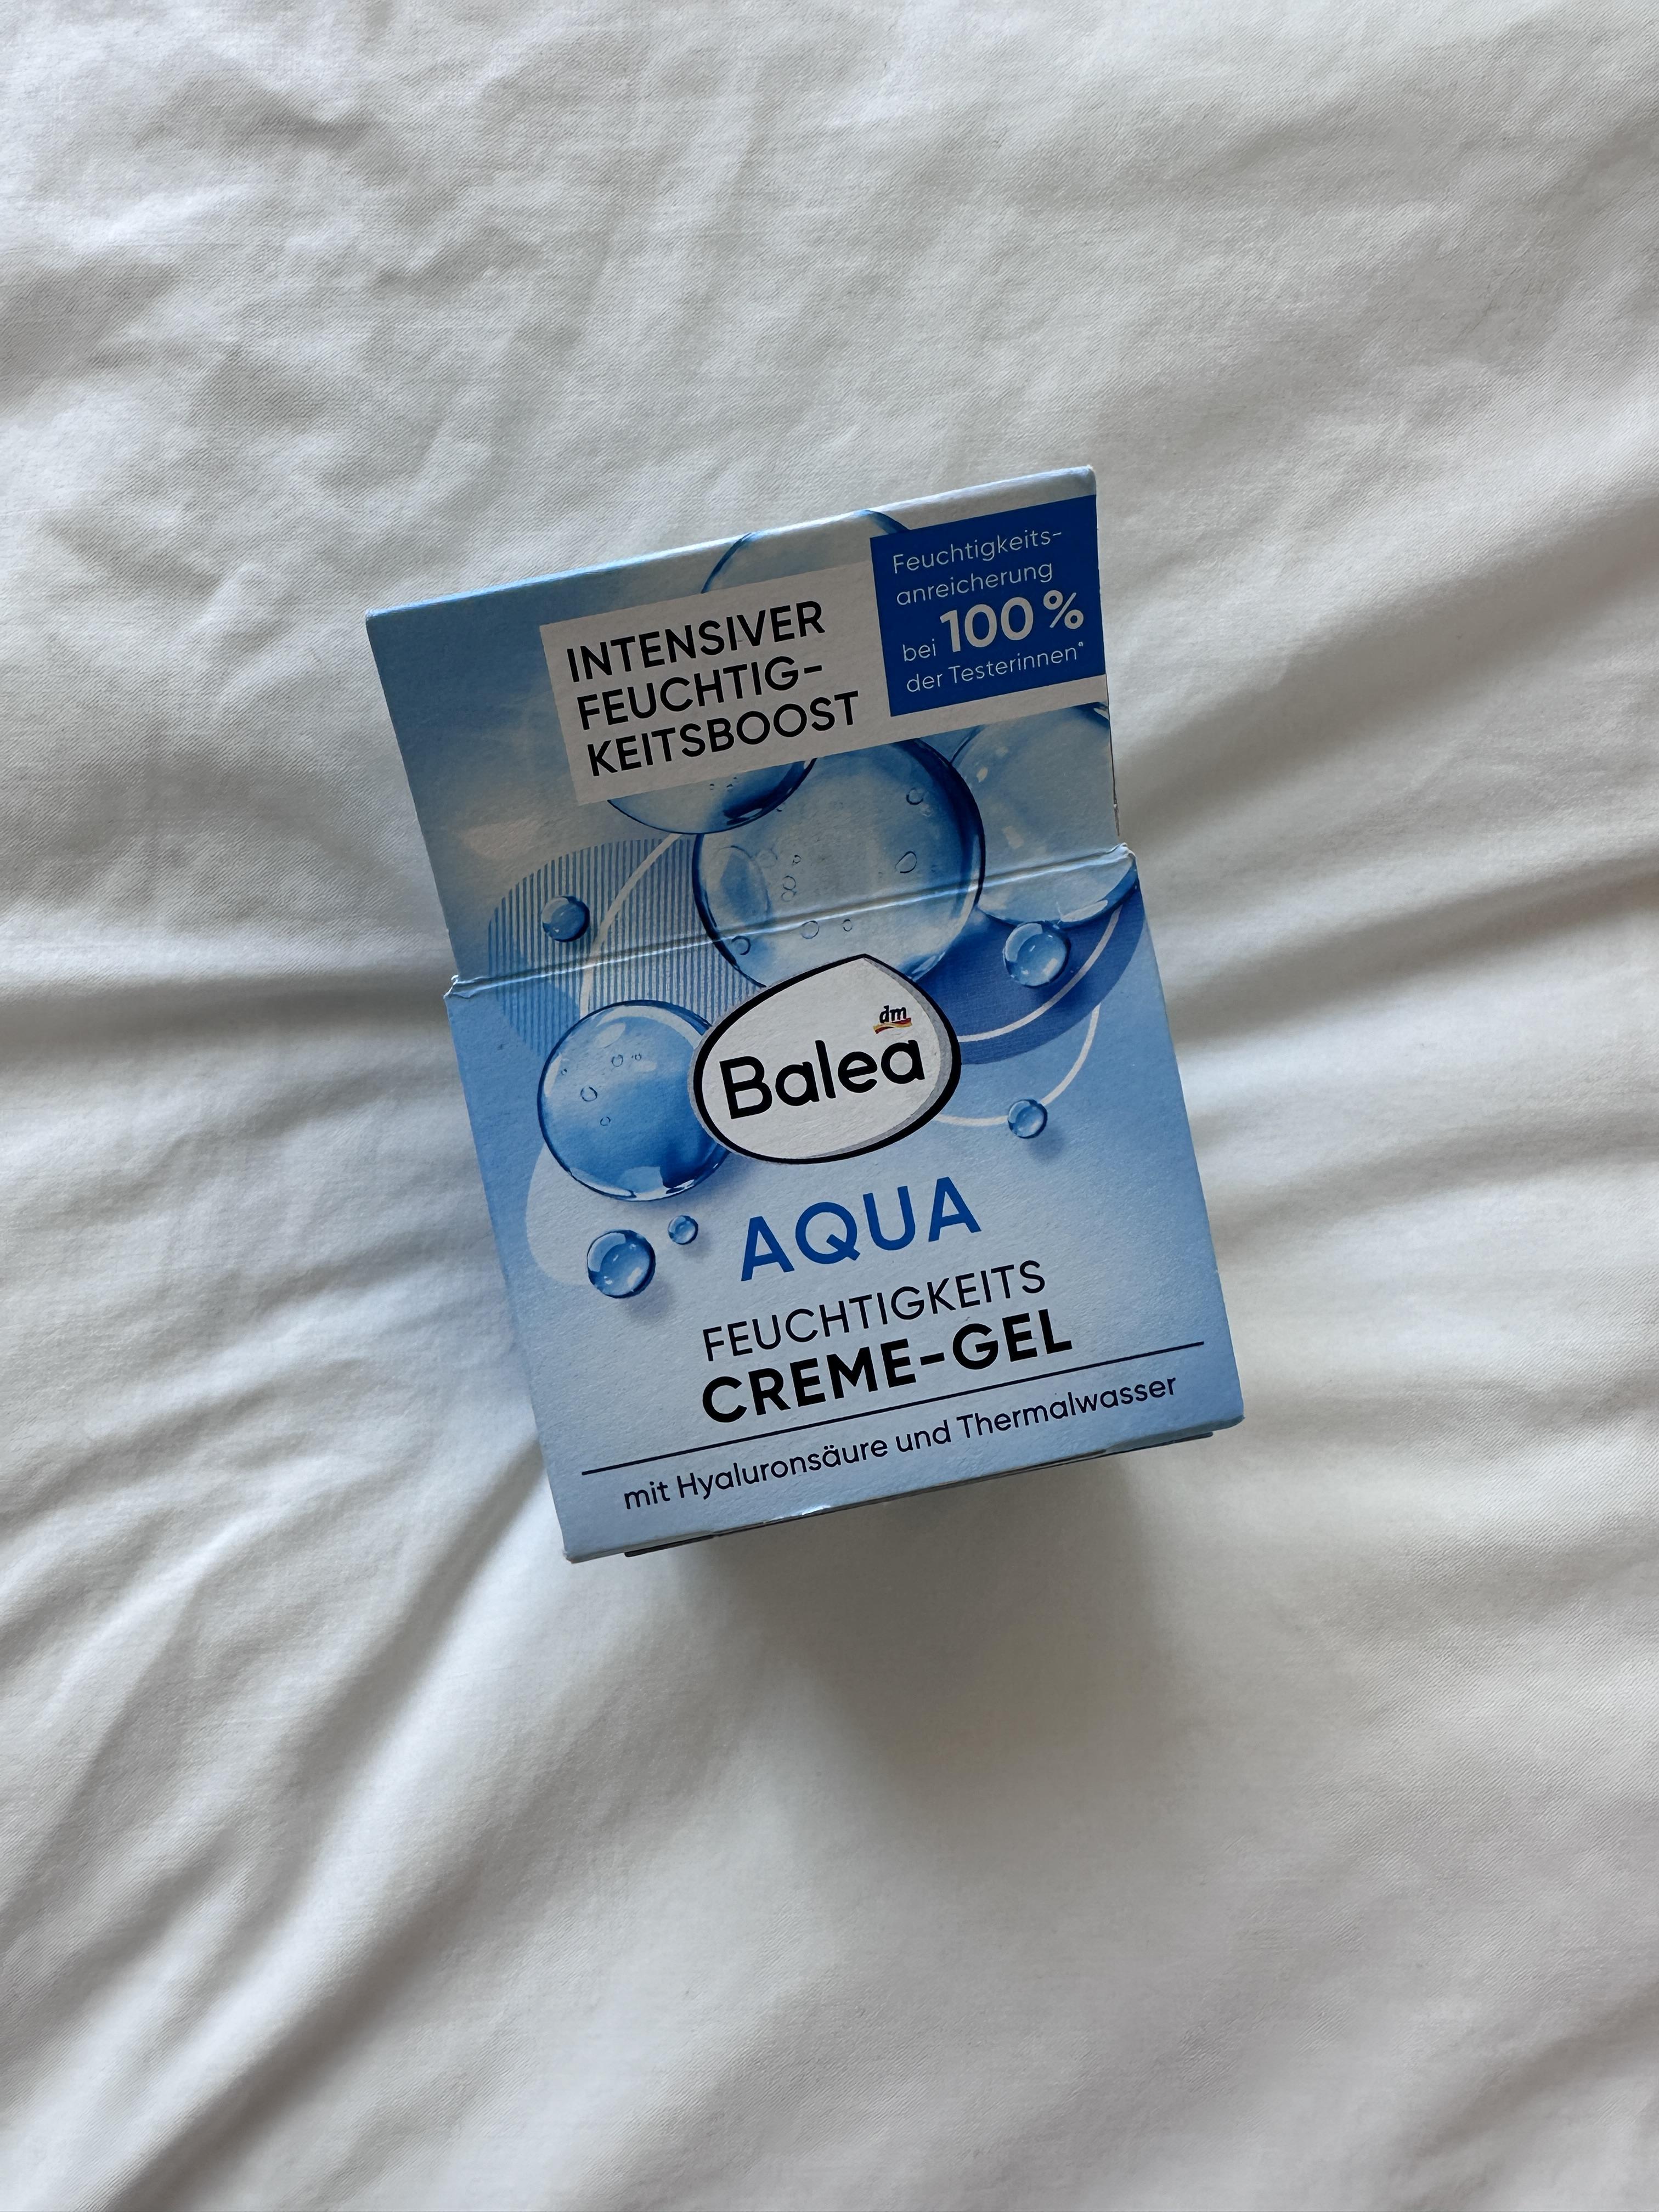 INTENSIVER
FEUCHTIG-
KEITSBOOST
Feuchtigkeits-
anreicherung
bei 100 %
der Testerinnen*
dm
Balea
AQUA
FEUCHTIGKEITS
CREME-GEL
mit Hyaluronsäure und Thermalwasser